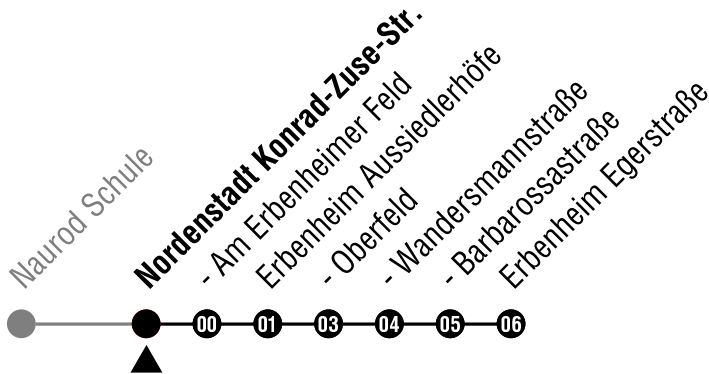 Naurod Schule
Nordenstadt Konrad-Zuse-Str.
- Am Erbenheimer Feld
Erbenheim Aussiedlerhöfe
- Oberfeld
- Wandersmannstraße
- Barbarossastraße
Erbenheim Egerstraße
00 01 03 04 05 06